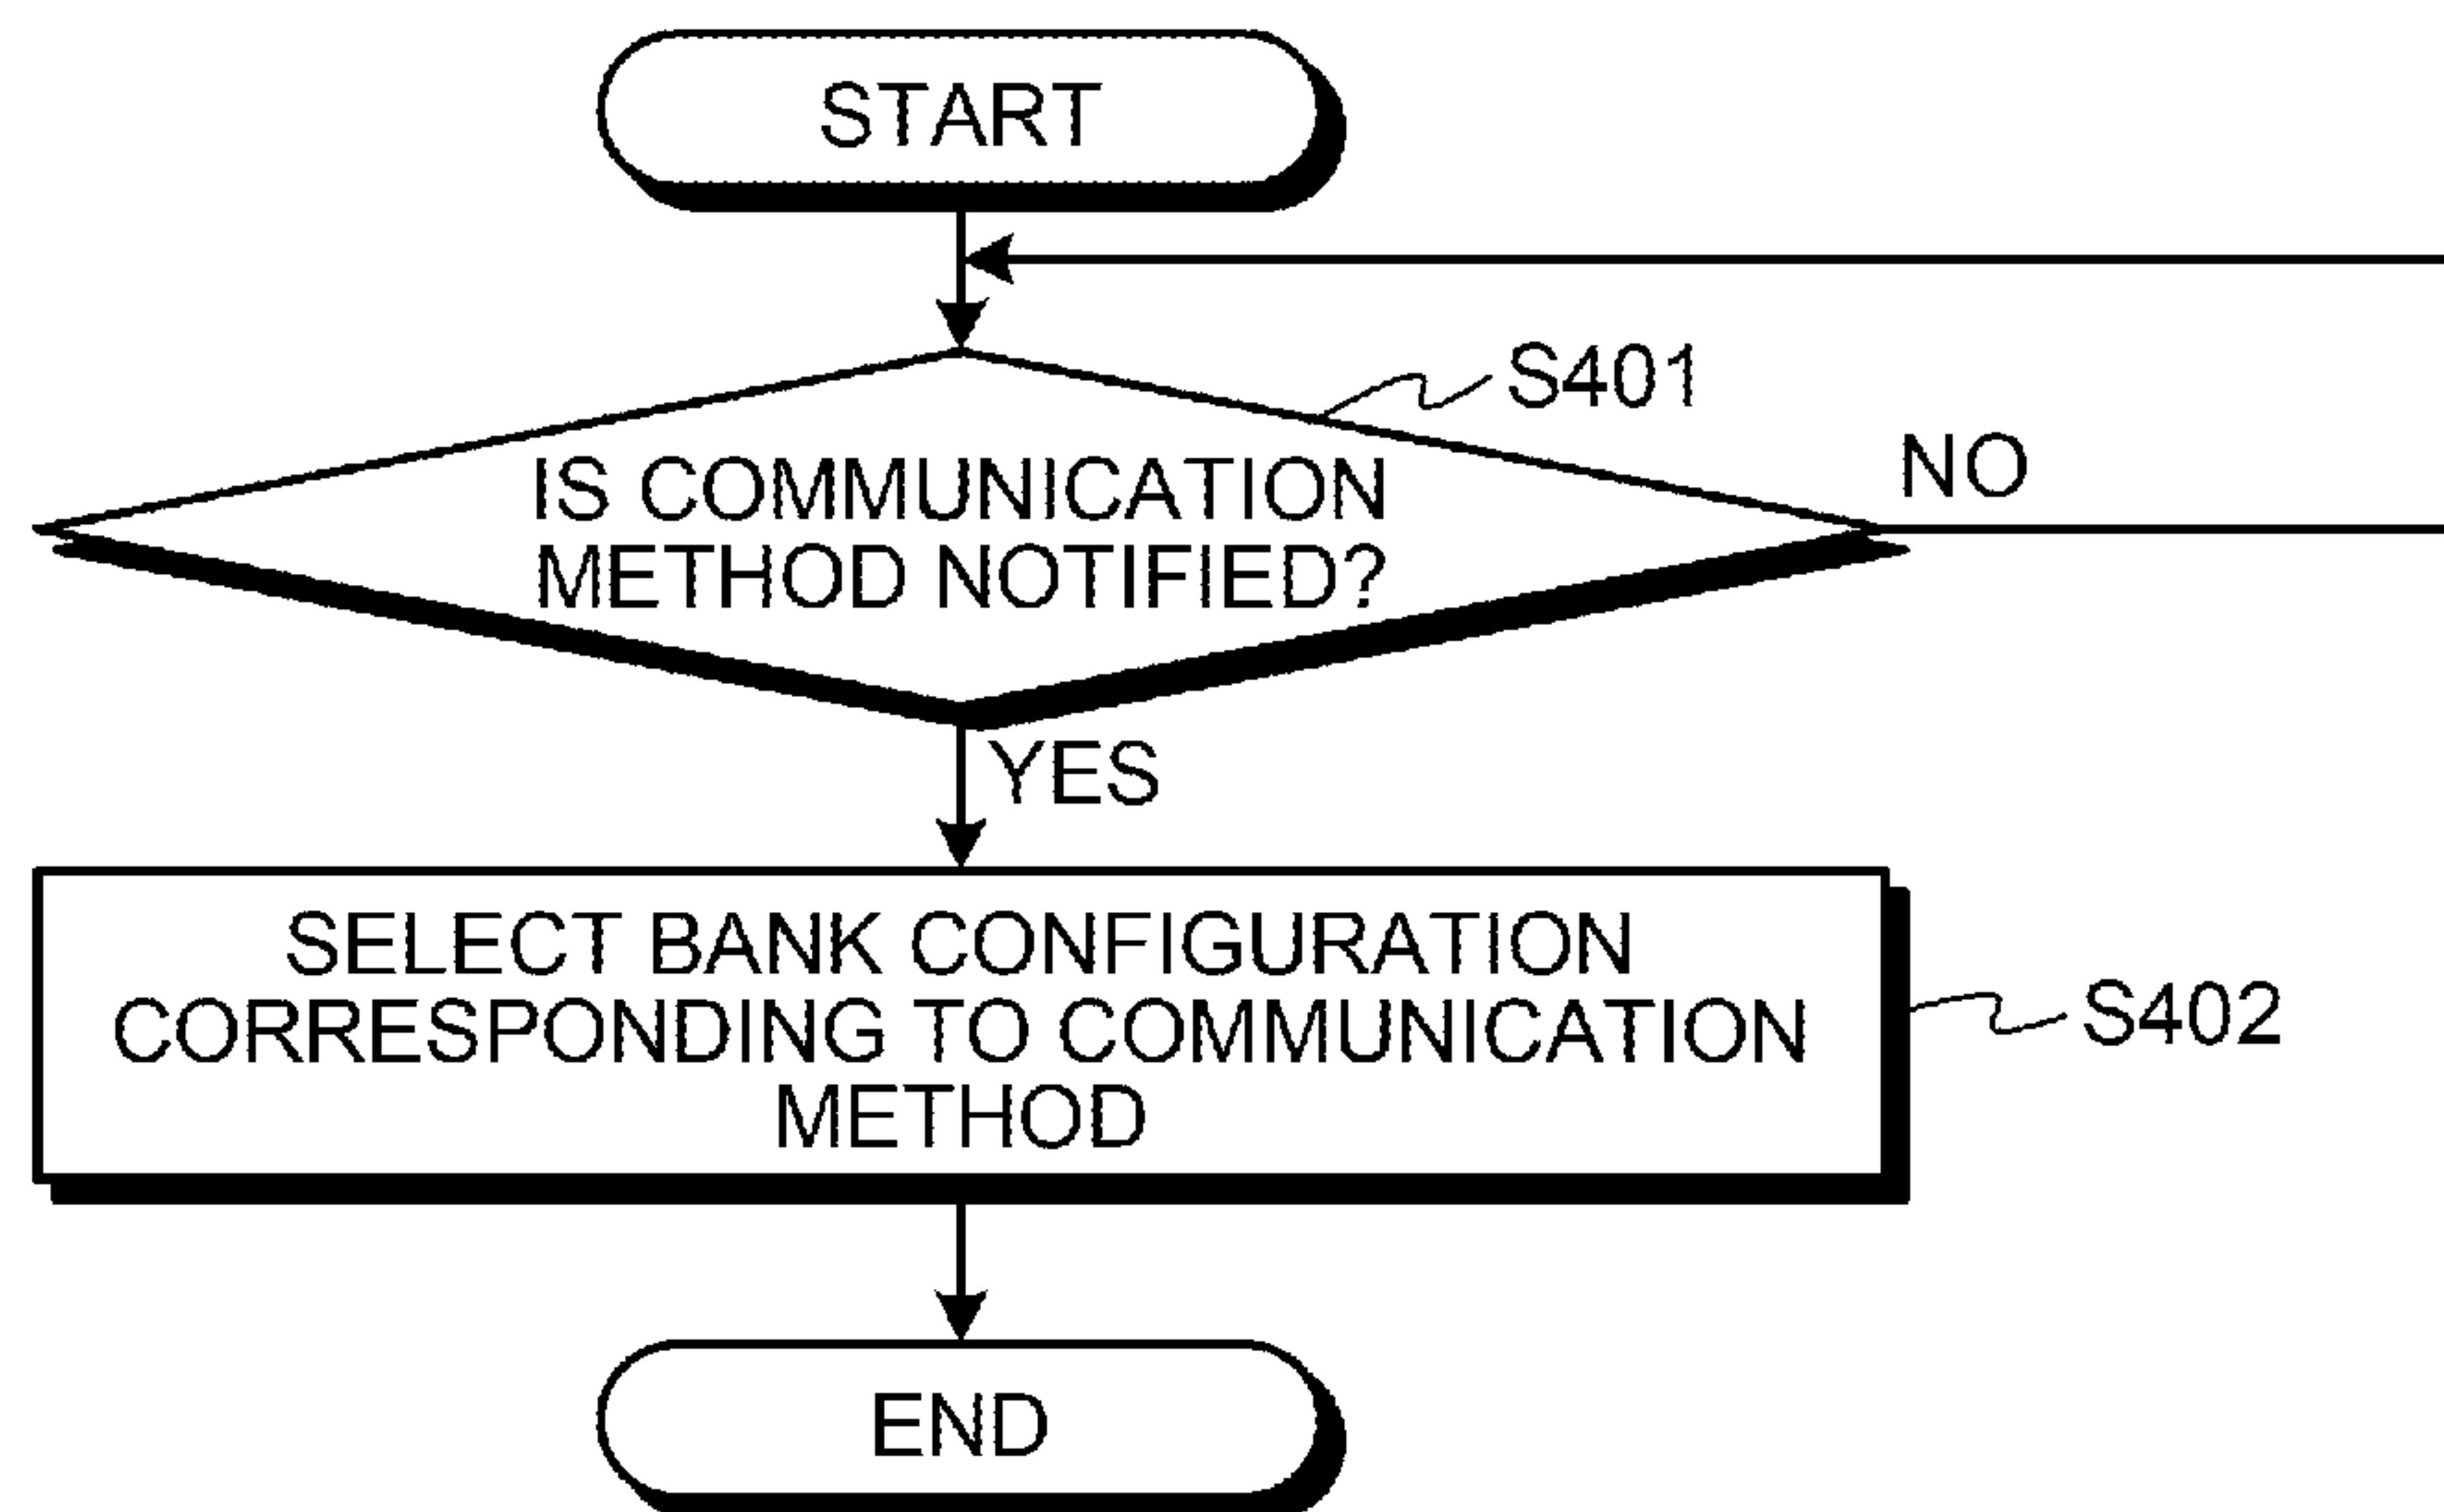 START
S401
NO
IS COMMUNICATION
METHOD NOTIFIED?
YES
SELECT BANK CONFIGURATION
CORRESPONDING TO COMMUNICATION
METHOD
S402
END